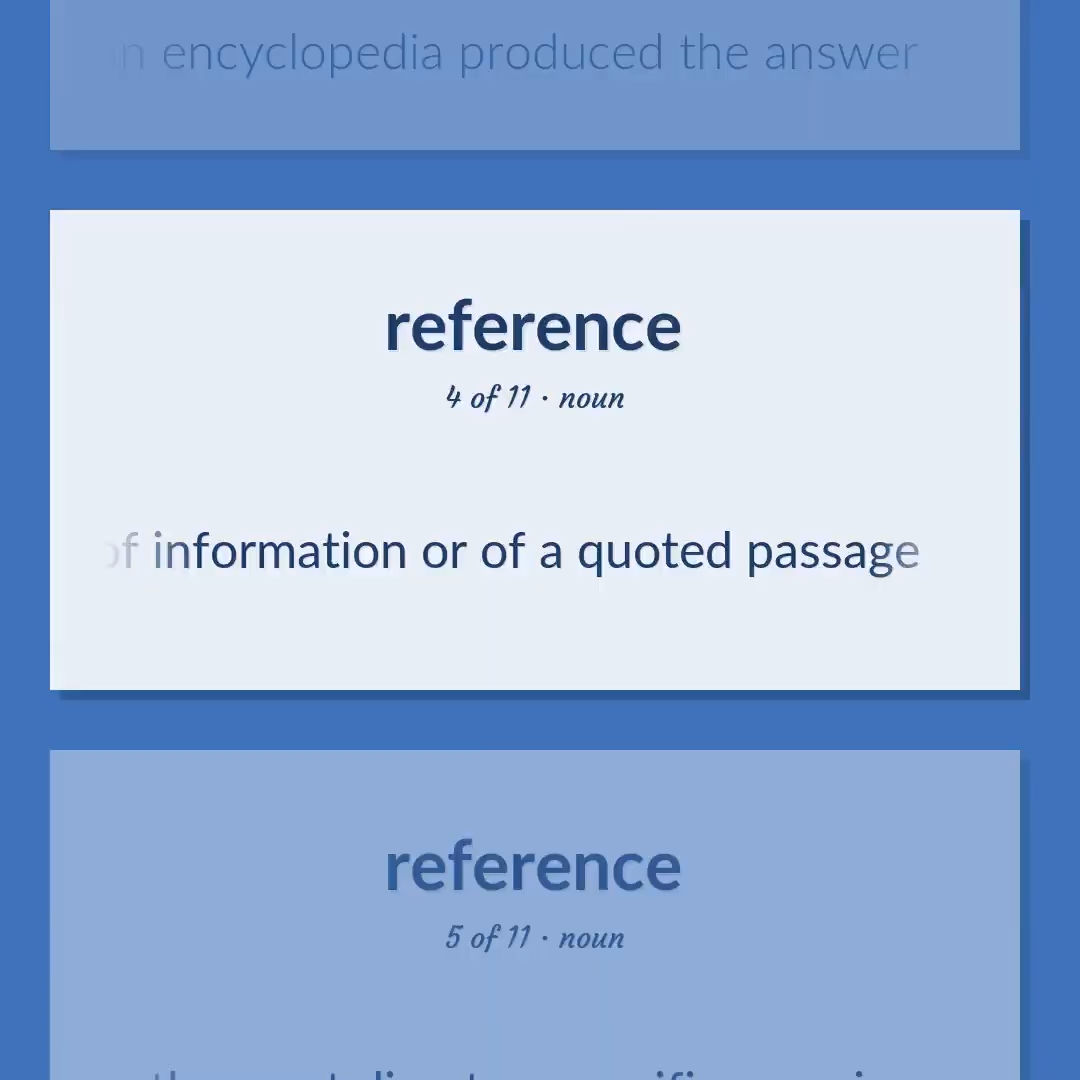 encyclopedia produced the answer
reference
4 of 11 · noun
of information or of a quoted passage
reference
5 of 11 · noun